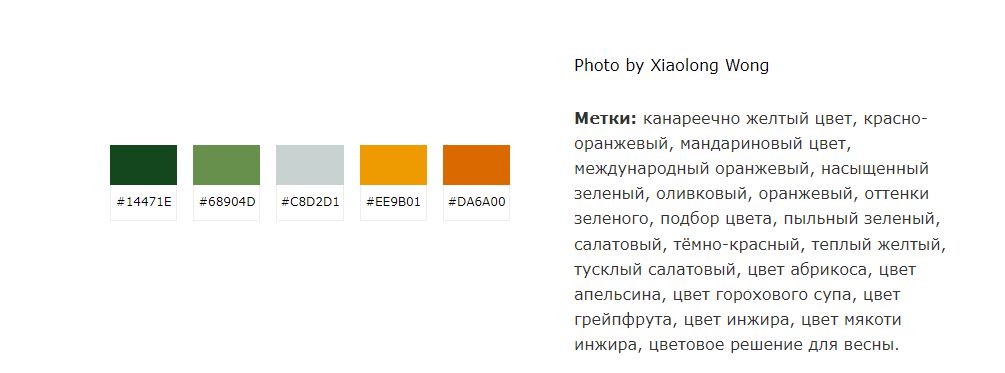 Photo by Xiaolong Wong
Метки: канареечно желтый цвет, красно-
оранжевый, мандариновый цвет,
международный оранжевый, насыщенный
зеленый, оливковый, оранжевый, оттенки
зеленого, подбор цвета, пыльный зеленый,
салатовый, тёмно-красный, теплый желтый,
тусклый салатовый, цвет абрикоса, цвет
апельсина, цвет горохового супа, цвет
грейпфрута, цвет инжира, цвет мякоти
инжира, цветовое решение для весны.
#14471E #68904D #C8D2D1 #EE9B01 #DA6A00